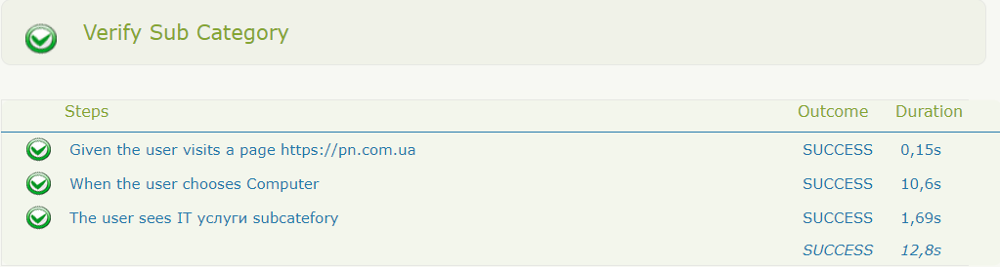 Verify Sub Category
Steps Outcome Duration
Given the user visits a page https://pn.com.ua SUCCESS 0,15s
When the user chooses Computer SUCCESS 10,6s
The user sees IT услуги subcatefory SUCCESS 1,69s
SUCCESS 12,8s